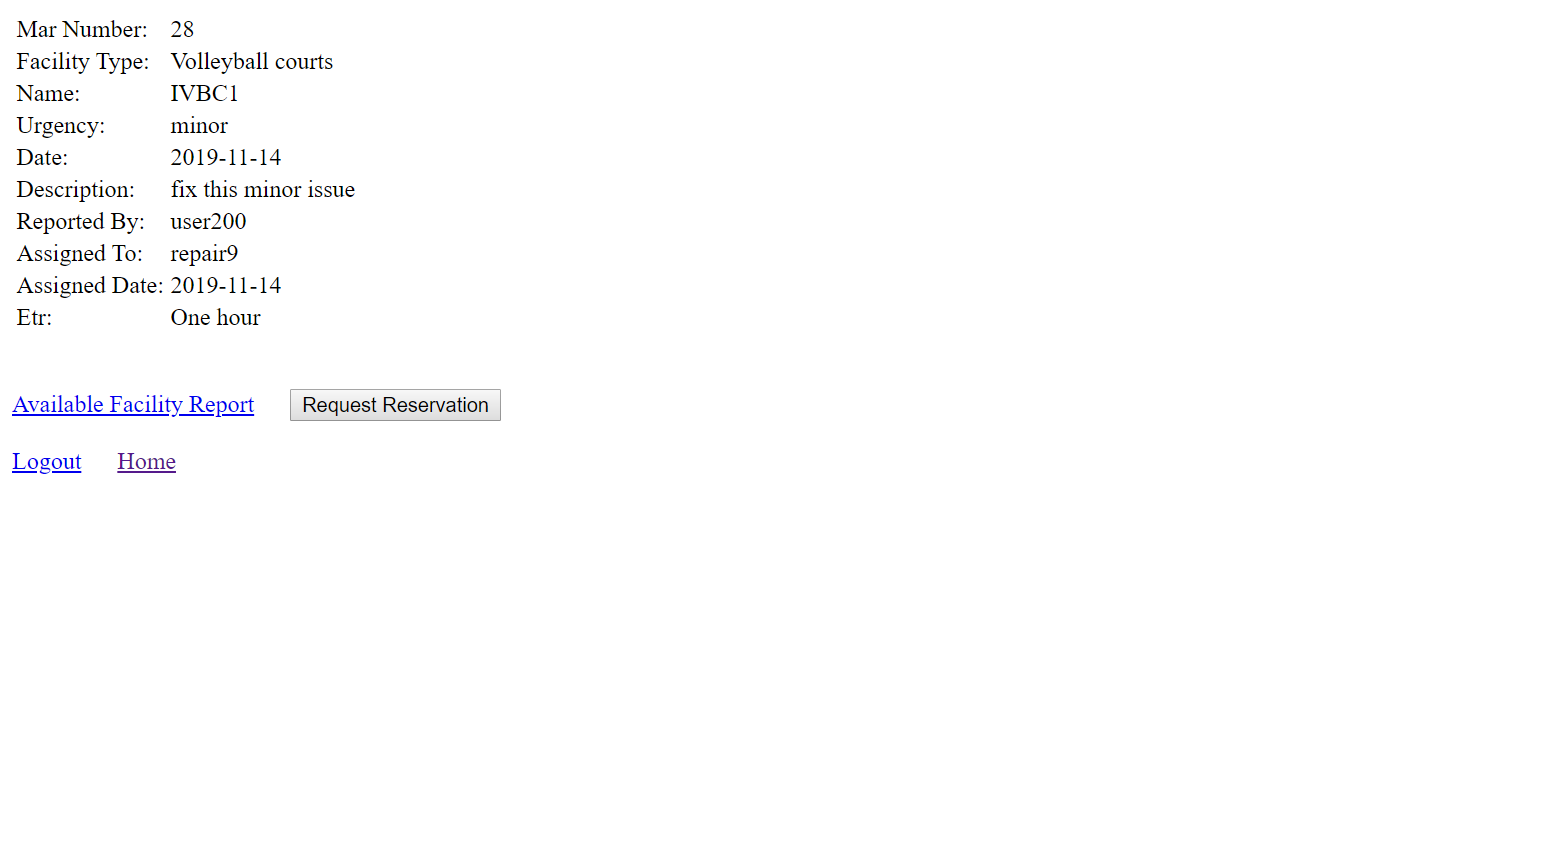 Mar Number: 28
Facility Type: Volleyball courts
Name: IVBC1
Urgency: minor
Date: 2019-11-14
Description: fix this minor issue
Reported By: user200
Assigned To: repair9
Assigned Date: 2019-11-14
Etr: One hour
Available Facility Report Request Reservation
Logout Home